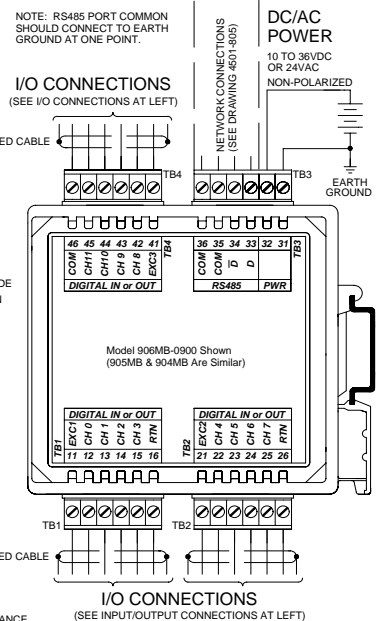 NOTE: RS485 PORT COMMON
SHOULD CONNECT TO EARTH
GROUND AT ONE POINT.
DC/AC
POWER
10 TO 36VDC
OR 24VAC
NON-POLARIZED
NETWORK CONNECTIONS
(SEE DRAWING 4501-805)
I/O CONNECTIONS
(SEE I/O CONNECTIONS AT LEFT)
ED CABLE
TB4
TB3
EARTH
GROUND
46 45 44 43 42 41
COM CH11 CH10 CH 9 CH 8 EXC3
TB4
DIGITAL IN or OUT
36 35 34 33 32 31
COM COM D D
TB3
RS485 PWR
DE
N
Model 906MB-0900 Shown
(905MB & 904MB Are Similar)
DIGITAL IN or OUT
TB1
EXC1 CH 0 CH 1 CH 2 CH 3 RTN
11 12 13 14 15 16
DIGITAL IN or OUT
TB2
EXC2 CH 4 CH 5 CH 6 CH 7 RTN
21 22 23 24 25 26
TB1
TB2
ED CABLE
I/O CONNECTIONS
(SEE INPUT/OUTPUT CONNECTIONS AT LEFT)
ANCE